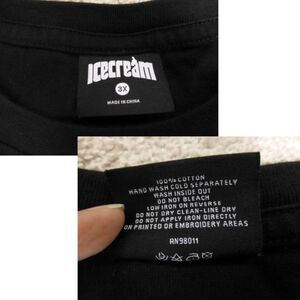 Icecream
3X
MADE IN CHINA
100% COTTON
HAND WASH COLD SEPARATELY
WASH INSIDE OUT
DO NOT BLEACH
LOW IRON ON REVERSE
DO NOT DRY CLEAN-LINE DRY
DO NOT APPLY IRON DIRECTLY
ON PRINTED OR EMBROIDERY AREAS
RN98011